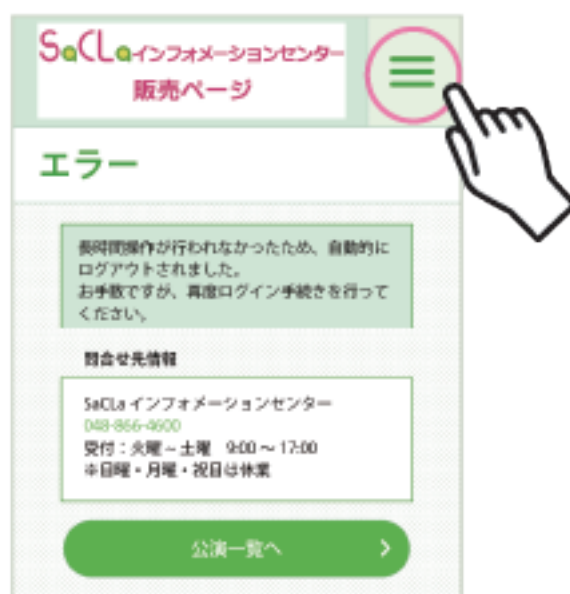 SaCLaインフォメーションセンター
販売ページ
エラー
長時間操作が行われなかったため、自動的に
ログアウトされました。
お手数ですが、再度ログイン手続きを行って
ください。
問合せ先情報
SaCLa インフォメーションセンター
048-866-4600
受付：火曜～土曜　9:00～17:00
※日曜・月曜・祝日は休業
公演一覧へ